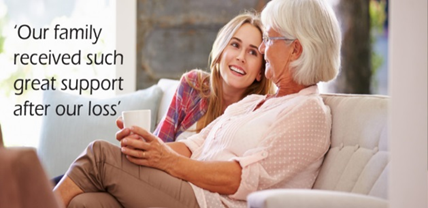 ‘Our family
received such
great support
after our loss’